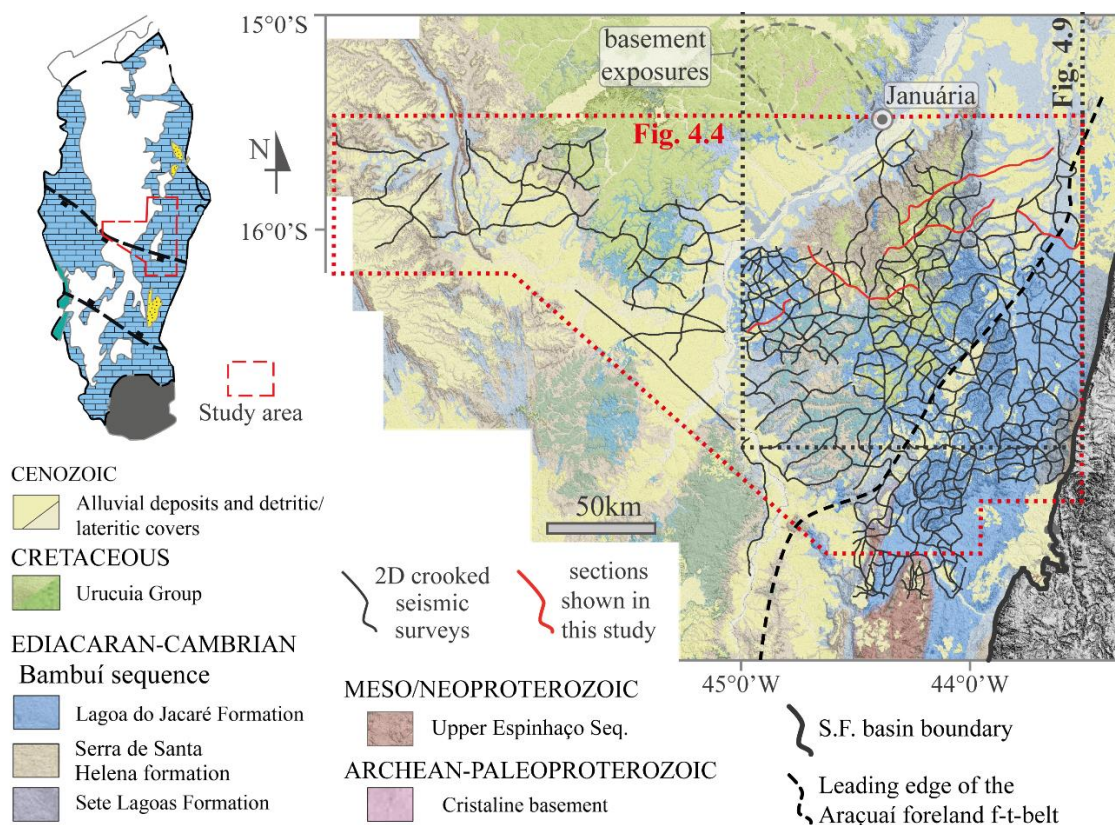 15°0'S
basement
exposures
Januária
Fig. 4.9
Fig. 4.4
N
16°0'S
Study area
50km
45°0'W
44°0'W
CENOZOIC
Alluvial deposits and detritic/
lateritic covers
CRETACEOUS
Urucuia Group
EDIACARAN-CAMBRIAN
Bambuí sequence
Lagoa do Jacaré Formation
Serra de Santa
Helena formation
Sete Lagoas Formation
2D crooked
seismic
surveys
sections
shown in
this study
MESO/NEOPROTEROZOIC
Upper Espinhaço Seq.
ARCHEAN-PALEOPROTEROZOIC
Cristaline basement
S.F. basin boundary
Leading edge of the
Araçuaí foreland f-t-belt